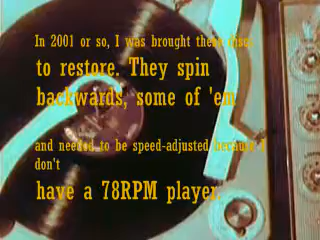 In 2001 or so, I was brought these discs
to restore. They spin
backwards, some of 'em
and needed to be speed-adjusted because I
don't
have a 78RPM player.